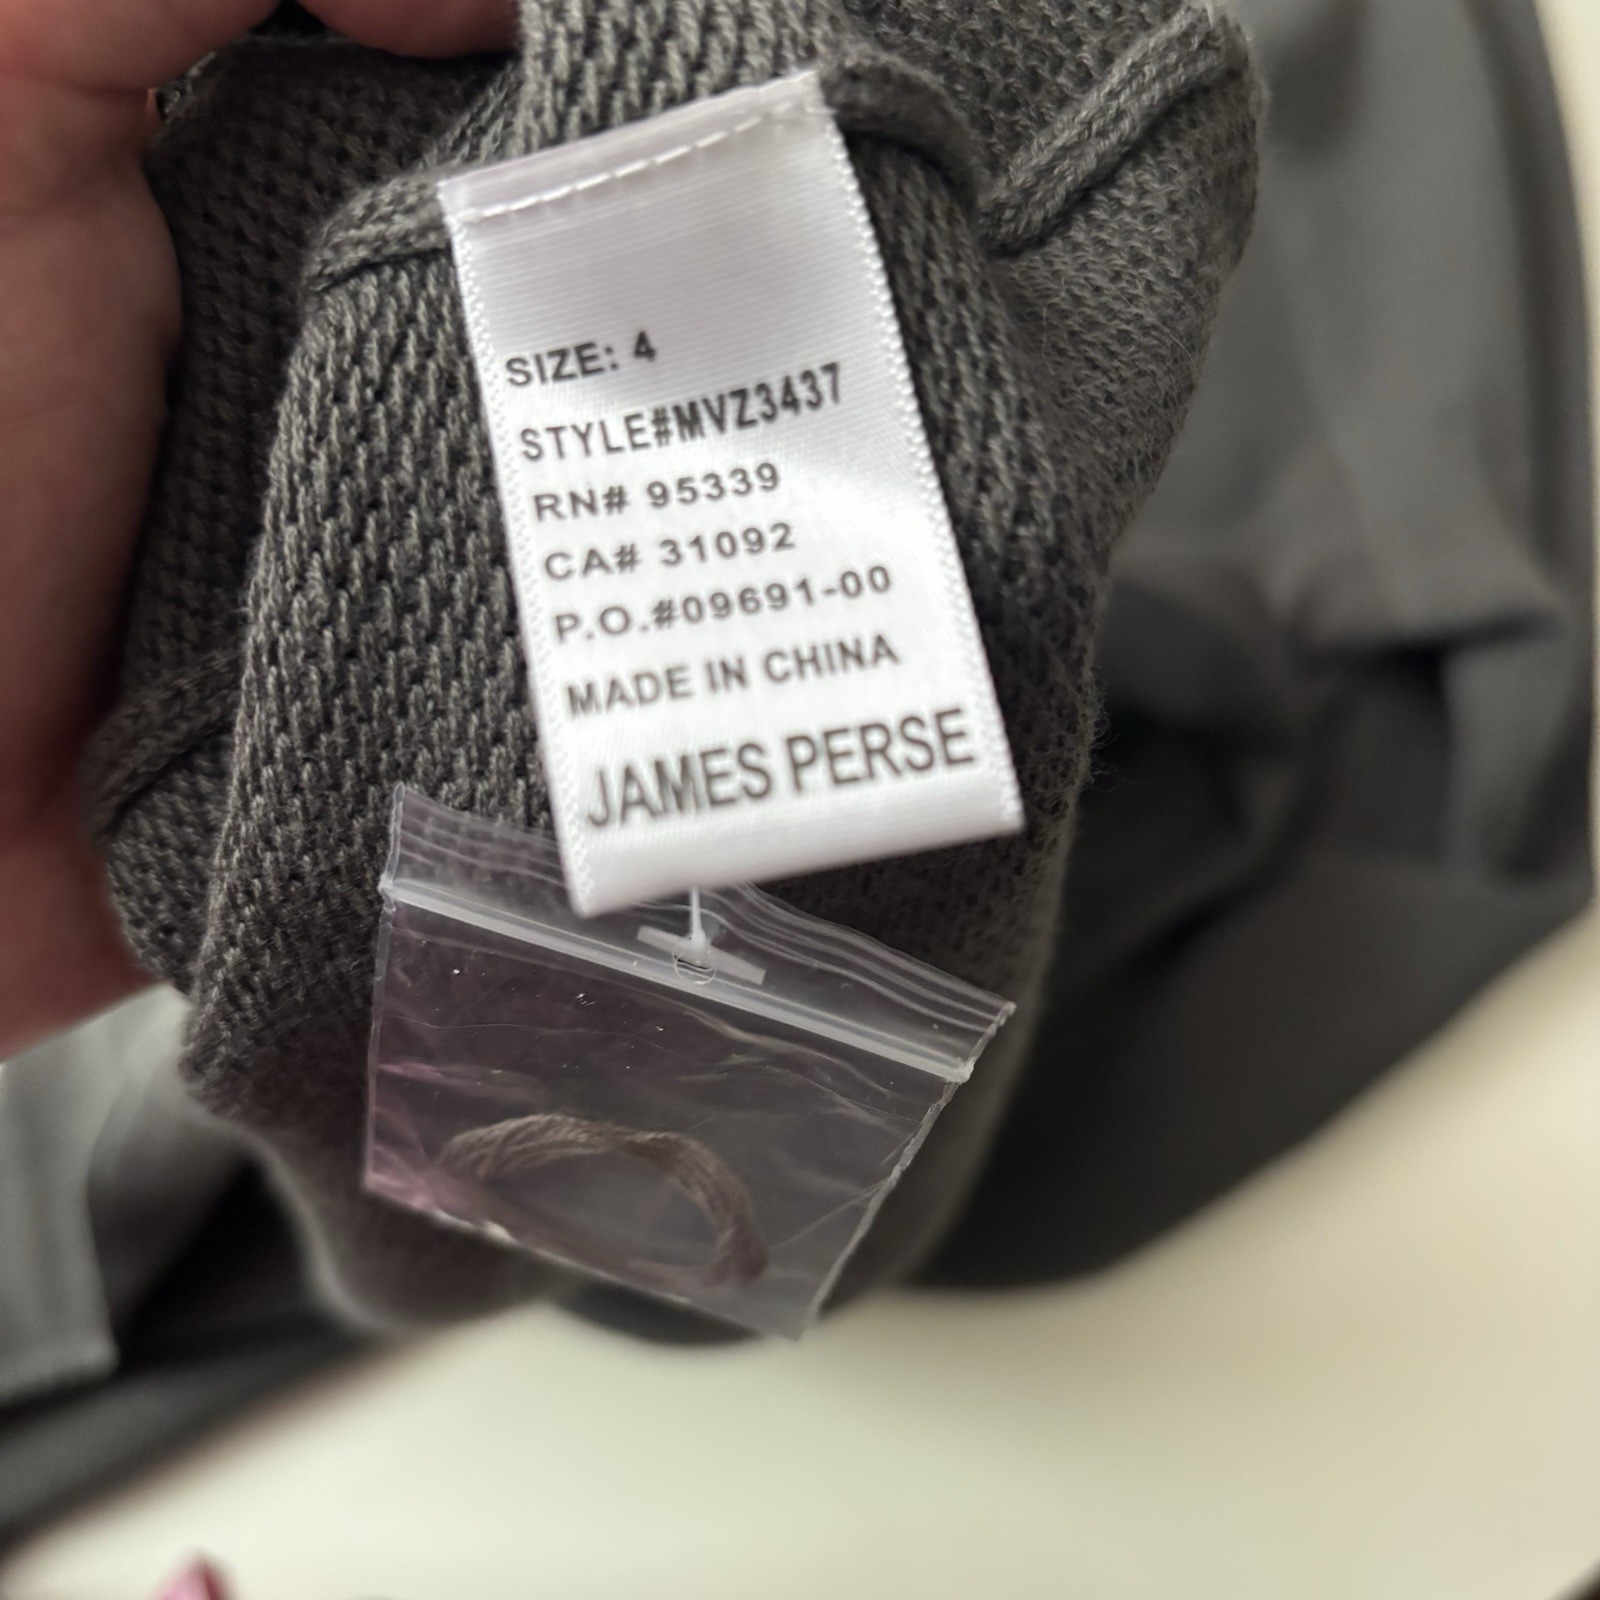 SIZE: 4
STYLE#MVZ3437
RN# 95339
CA# 31092
P.O.#09691-00
MADE IN CHINA
JAMES PERSE